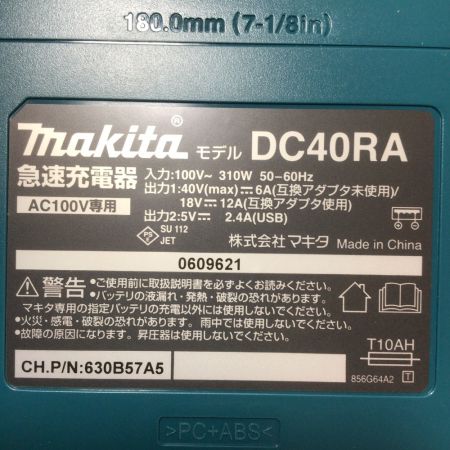 180.0mm (7-1/8in)
makita® モデル DC40RA
急速充電器
AC100V専用
入力:100V~ 310W 50-60Hz
出力1:40V(max)⎓6A(互換アダプタ未使用)/
18V⎓12A(互換アダプタ使用)
出力2:5V⎓ 2.4A(USB)
PS E SU 112
JET
株式会社マキタ Made in China
0609621
⚠警告
●ご使用前に取扱説明書を必ずよくお読みください。
●バッテリの液漏れ・発熱・破裂の恐れがあります。
マキタ専用の指定バッテリの充電以外には使用しないでください。
●火災・感電・破裂の恐れあり。雨中では使用しないでください。
●故障の原因になります。昇圧器は使用しないでください。
CH.P/N:630B57A5
T10AH
856G64A2 T
>PC+ABS<